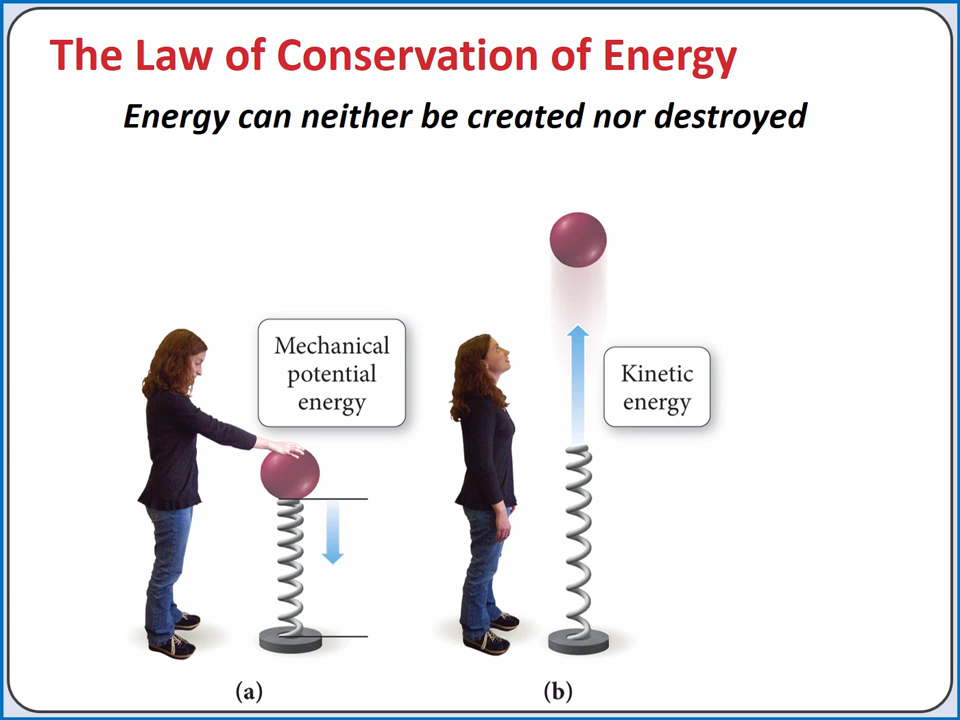 The Law of Conservation of Energy
Energy can neither be created nor destroyed
Mechanical
potential
energy
Kinetic
energy
(a)
(b)